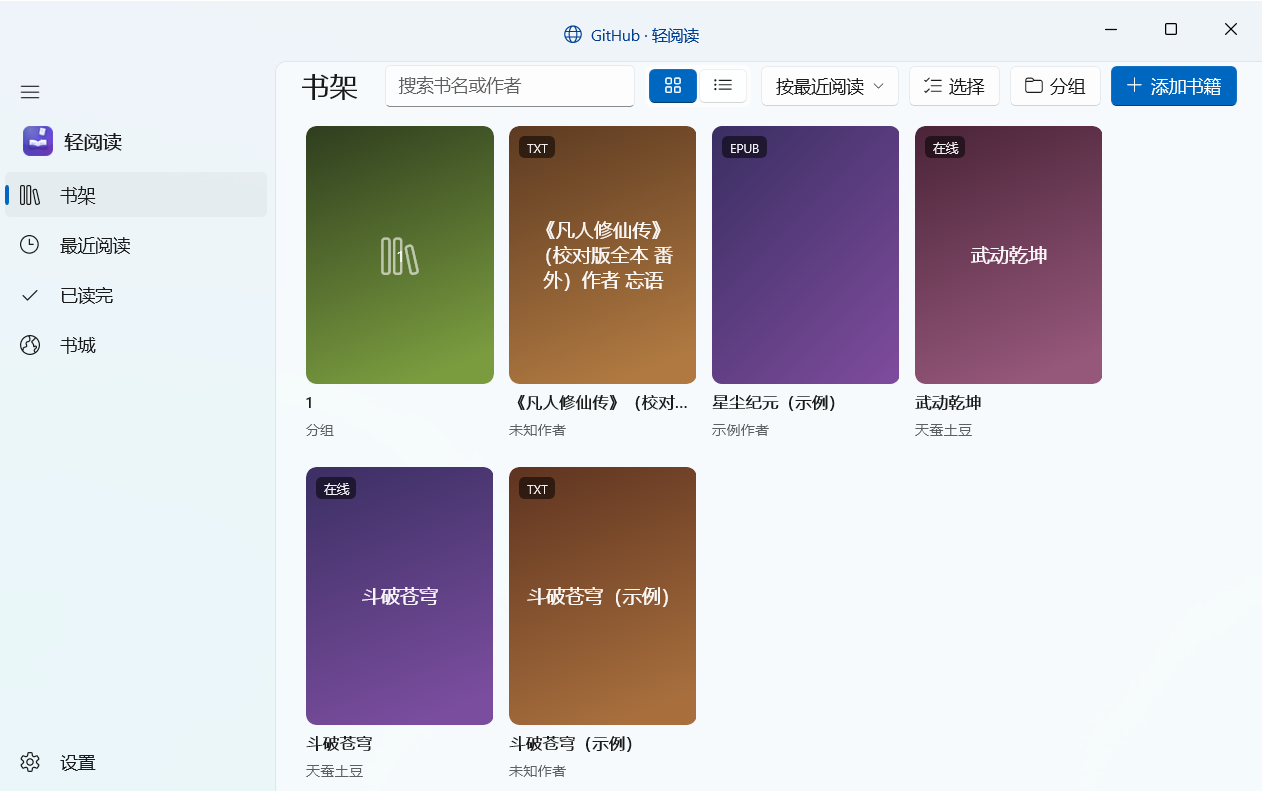 GitHub · 轻阅读
轻阅读
书架
最近阅读
已读完
书城
设置
书架
搜索书名或作者
按最近阅读
选择
分组
添加书籍
1
1
分组
TXT
《凡人修仙传》
（校对版全本 番
外）作者 忘语
《凡人修仙传》（校对...
未知作者
EPUB
星尘纪元（示例）
示例作者
在线
武动乾坤
武动乾坤
天蚕土豆
在线
斗破苍穹
斗破苍穹
天蚕土豆
TXT
斗破苍穹（示例）
斗破苍穹（示例）
未知作者